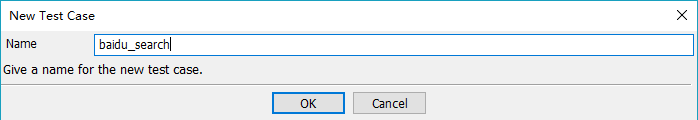 New Test Case
Name baidu_search
Give a name for the new test case.
OK Cancel